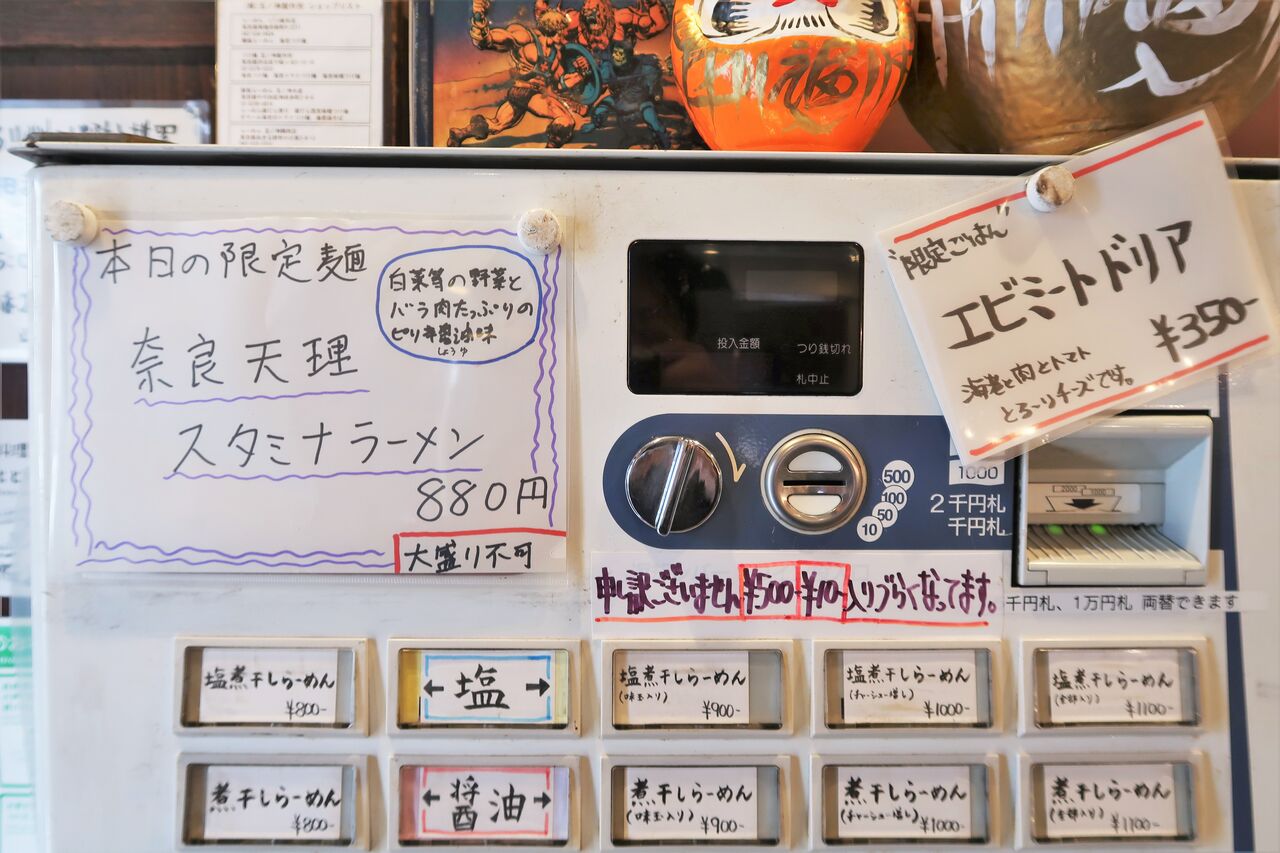 本日の限定麺
白菜等の野菜と
バラ肉たっぷりの
ピリ辛醤油味
しょうゆ
奈良天理
スタミナラーメン
880円
大盛り不可
投入金額
つり銭切れ
札中止
限定ごはん
エビミートドリア
¥350-
海老と肉とトマト
とろ〜りチーズです。
500
100
50
10
1000
2千円札
千円札
2000 1000
申し訳ございません ¥500- ¥10- 入りづらくなってます。
千円札、1万円札 両替できます
塩煮干しらーめん
¥800-
←塩→
塩煮干しらーめん
(味玉入り)
¥900-
塩煮干しらーめん
(チャーシュー増し)
¥1000-
塩煮干しらーめん
(全部入り)
¥1100-
煮干しらーめん
¥800-
←醤油→
煮干しらーめん
(味玉入り)
¥900-
煮干しらーめん
(チャーシュー増し)
¥1000-
煮干しらーめん
(全部入り)
¥1100-